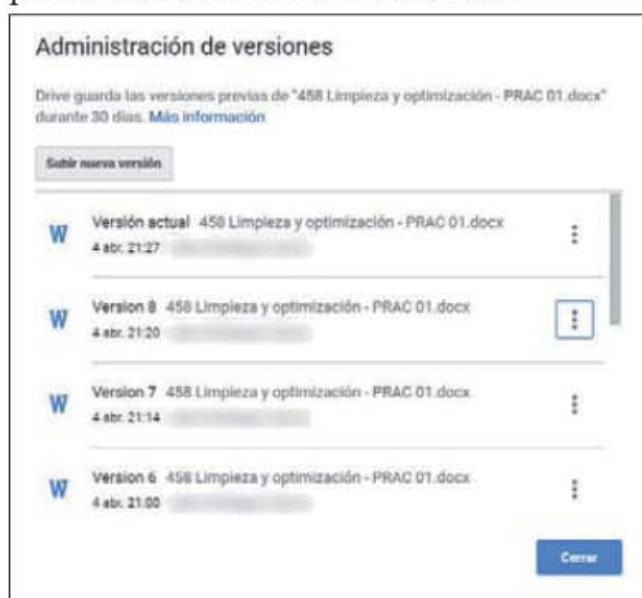 Administración de versiones
Drive guarda las versiones previas de "458 Limpieza y optimización - PRAC 01.docx"
durante 30 días. Más información
Subir nueva versión
W
Versión actual 458 Limpieza y optimización - PRAC 01.docx
4 abr. 21:27
W
Version 8 458 Limpieza y optimización - PRAC 01.docx
4 abr. 21:20
W
Version 7 458 Limpieza y optimización - PRAC 01.docx
4 abr. 21:14
W
Version 6 458 Limpieza y optimización - PRAC 01.docx
4 abr. 21:00
Cerrar